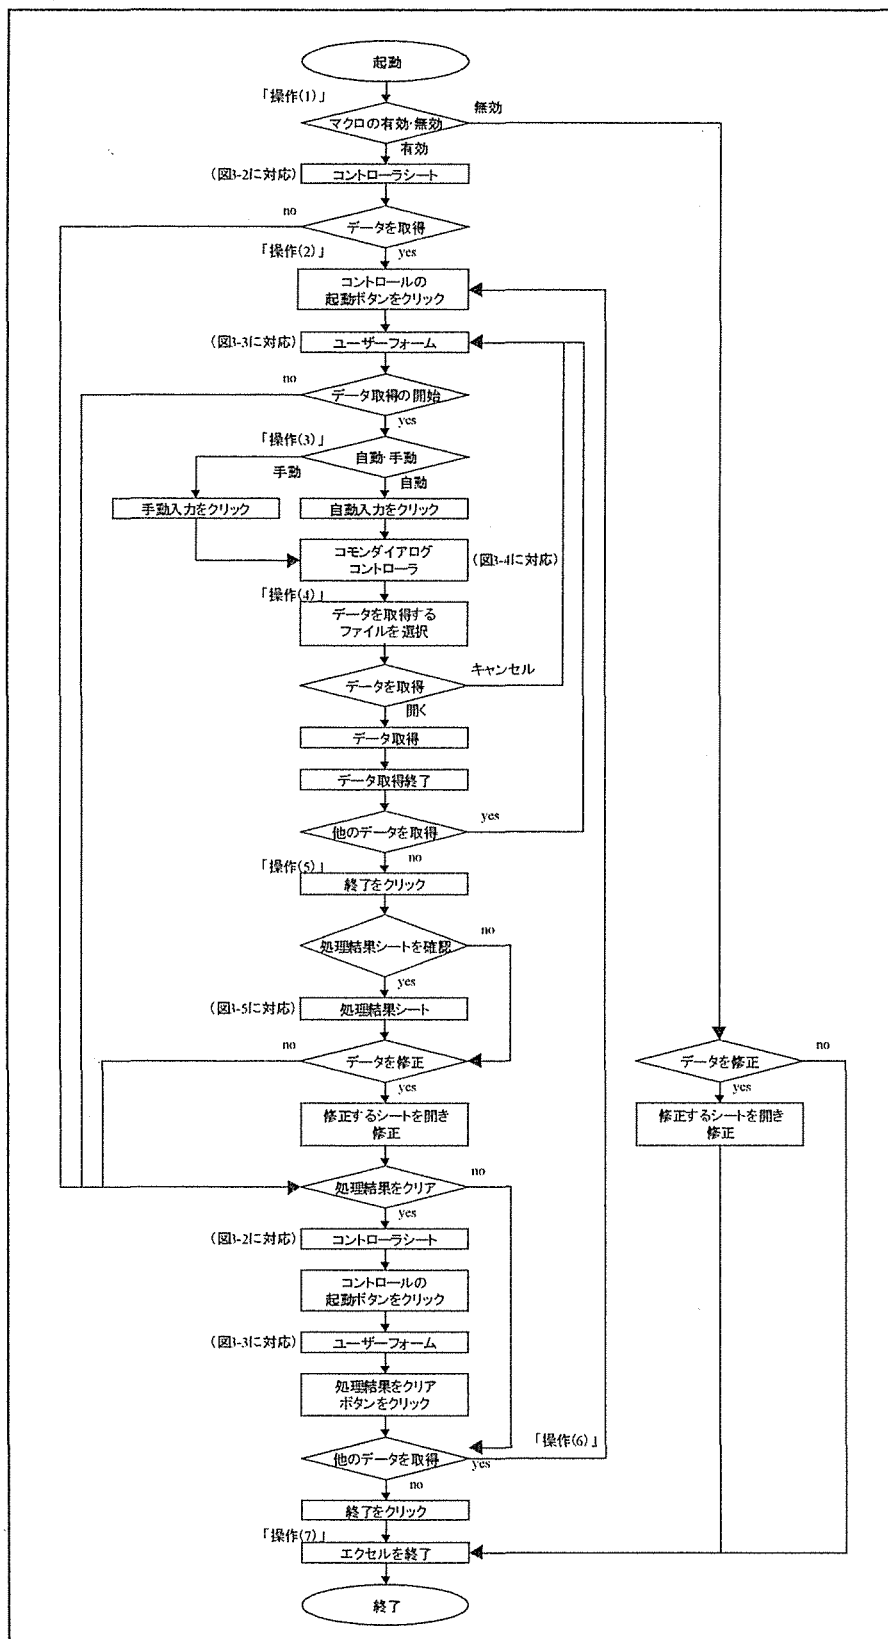 起動
「操作(1)」
無効
マクロの有効・無効
有効
(図3-2に対応)
コントローラシート
no
データを取得
「操作(2)」
yes
コントロールの
起動ボタンをクリック
(図3-3に対応)
ユーザーフォーム
no
データ取得の開始
yes
「操作(3)」
自動・手動
手動
自動
手動入力をクリック
自動入力をクリック
コモンダイアログ
コントローラ
(図3-4に対応)
「操作(4)」
データを取得する
ファイルを選択
キャンセル
データを取得
開く
データ取得
データ取得終了
yes
他のデータを取得
no
「操作(5)」
終了をクリック
no
処理結果シートを確認
yes
(図3-5に対応)
処理結果シート
no
データを修正
yes
no
データを修正
yes
修正するシートを開き
修正
修正するシートを開き
修正
no
処理結果をクリア
yes
(図3-2に対応)
コントローラシート
コントロールの
起動ボタンをクリック
(図3-3に対応)
ユーザーフォーム
処理結果をクリア
ボタンをクリック
「操作(6)」
他のデータを取得
yes
no
終了をクリック
「操作(7)」
エクセルを終了
終了